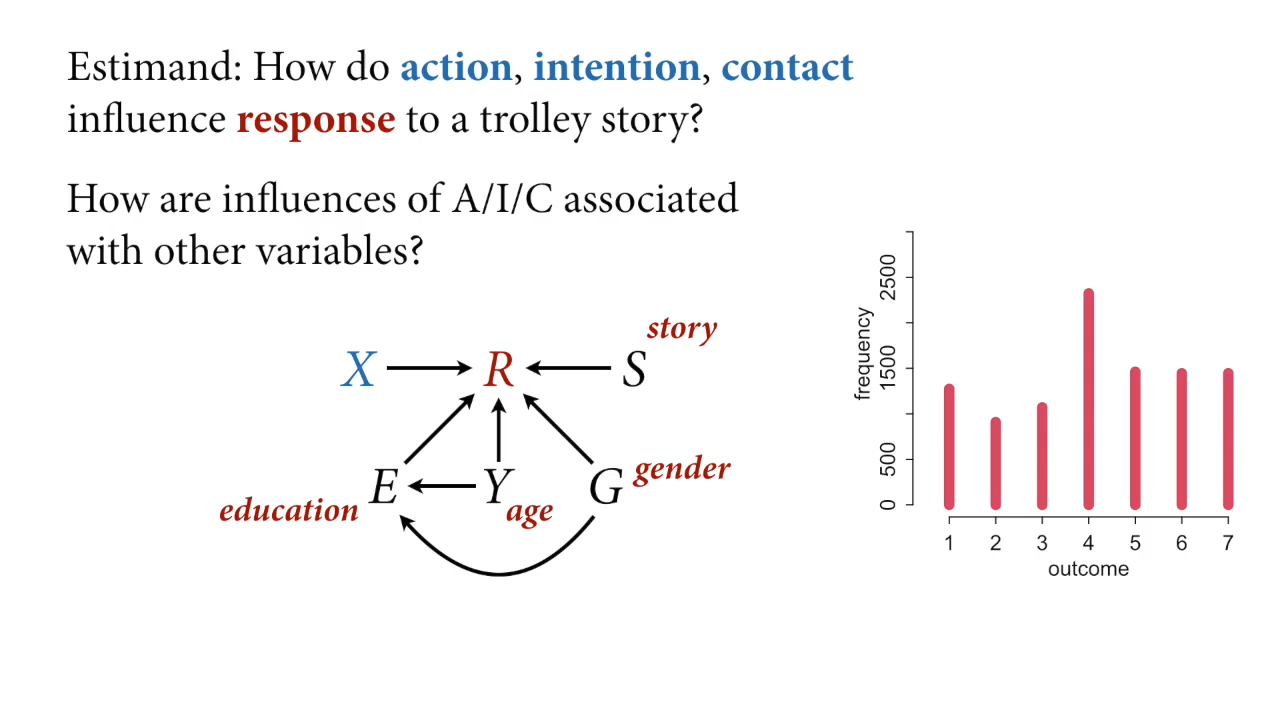 Estimand: How do action, intention, contact
influence response to a trolley story?
How are influences of A/I/C associated
with other variables?
story
X R S
E Y G gender
education age
frequency
0 500 1500 2500
1 2 3 4 5 6 7
outcome